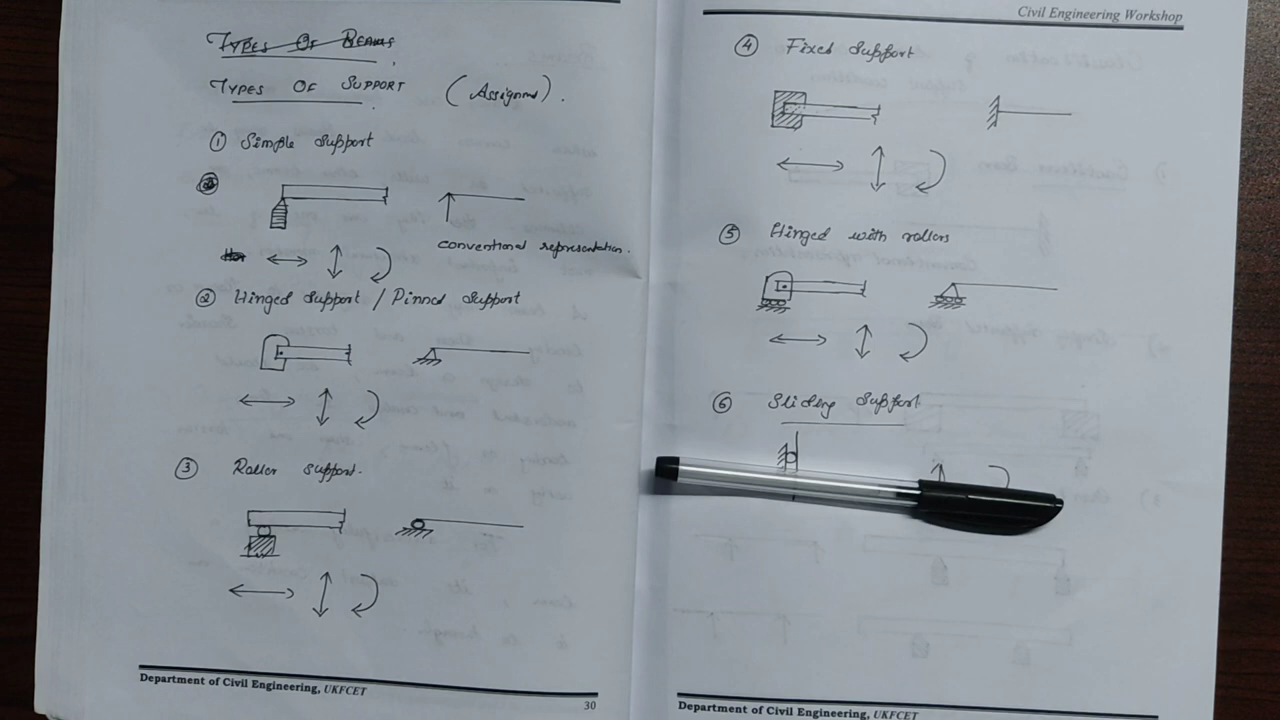 TYPES OF BEAMS
TYPES OF SUPPORT (Assigned).
① Simple Support
conventional representation.
② Hinged Support / Pinned Support
③ Roller Support.
Department of Civil Engineering, UKFCET
30
Civil Engineering Workshop
④ Fixed Support
⑤ Hinged with rollers
⑥ Sliding Support
Department of Civil Engineering, UKFCET